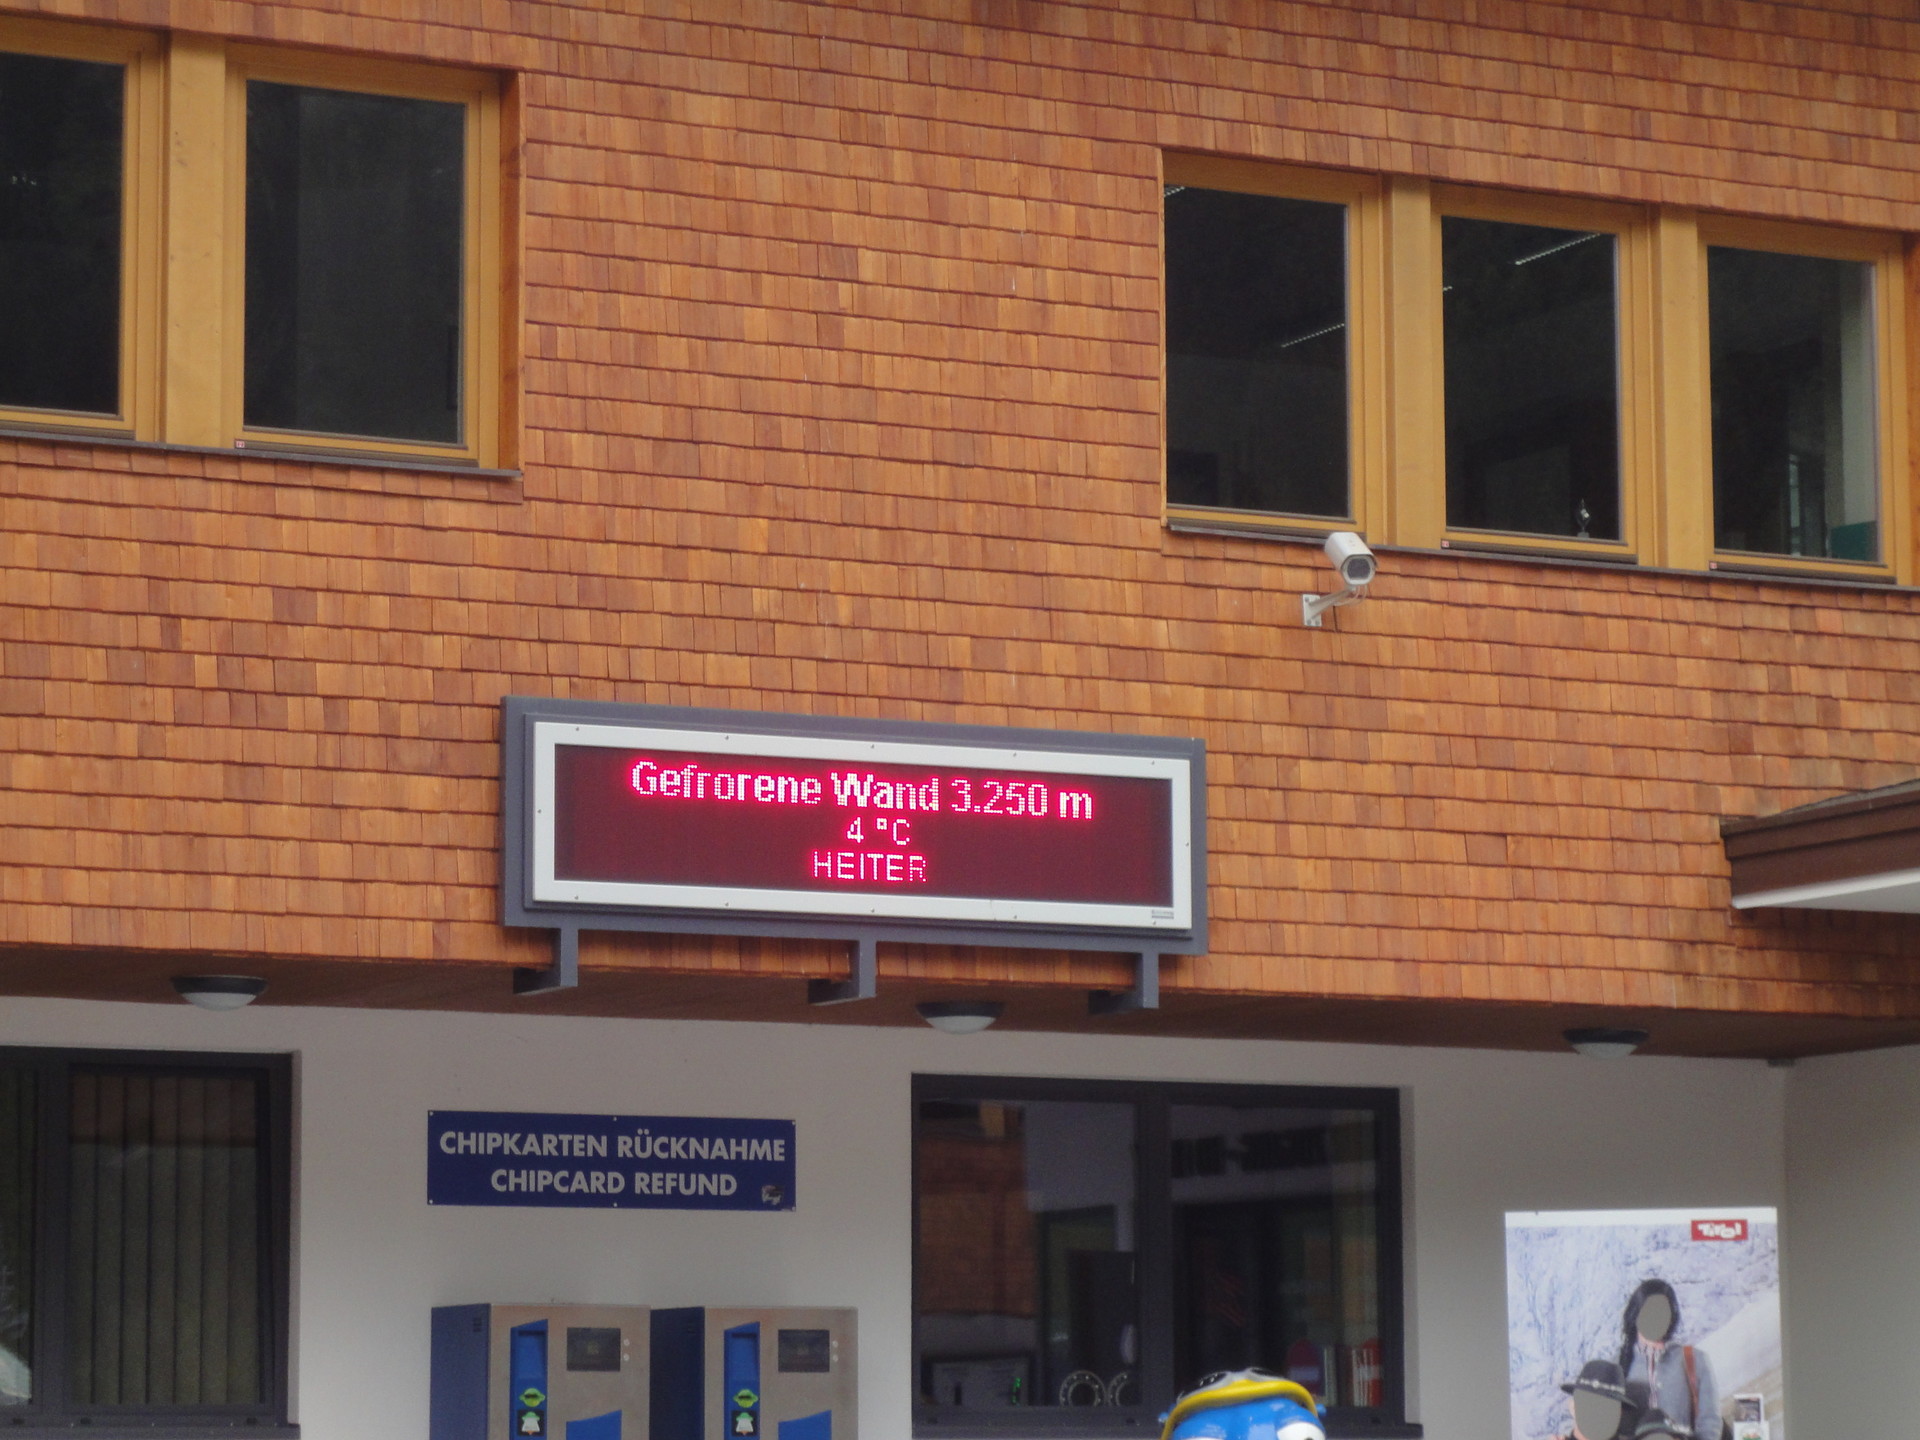 Gefrorene Wand 3.250 m
4 °C
HEITER
CHIPKARTEN RÜCKNAHME
CHIPCARD REFUND
Tirol